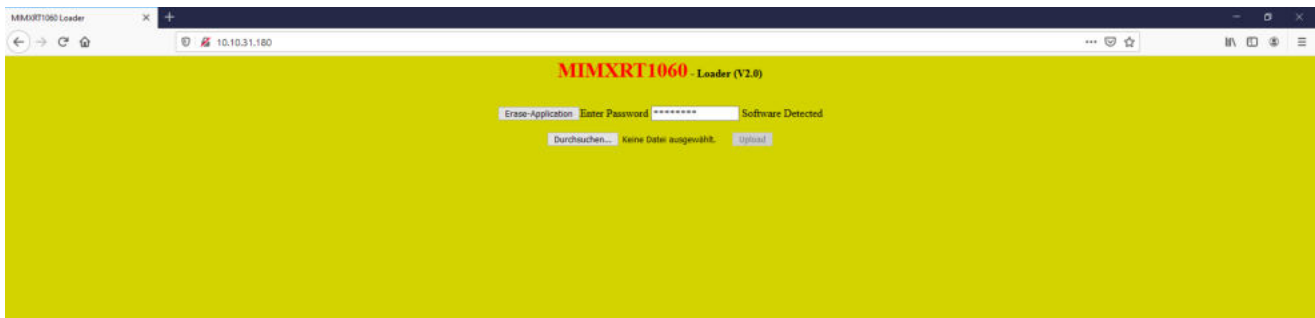 MIMXRT1060 Loader
10.10.31.180
MIMXRT1060 - Loader (V2.0)
Erase-Application Enter Password ******** Software Detected
Durchsuchen... Keine Datei ausgewählt. Upload